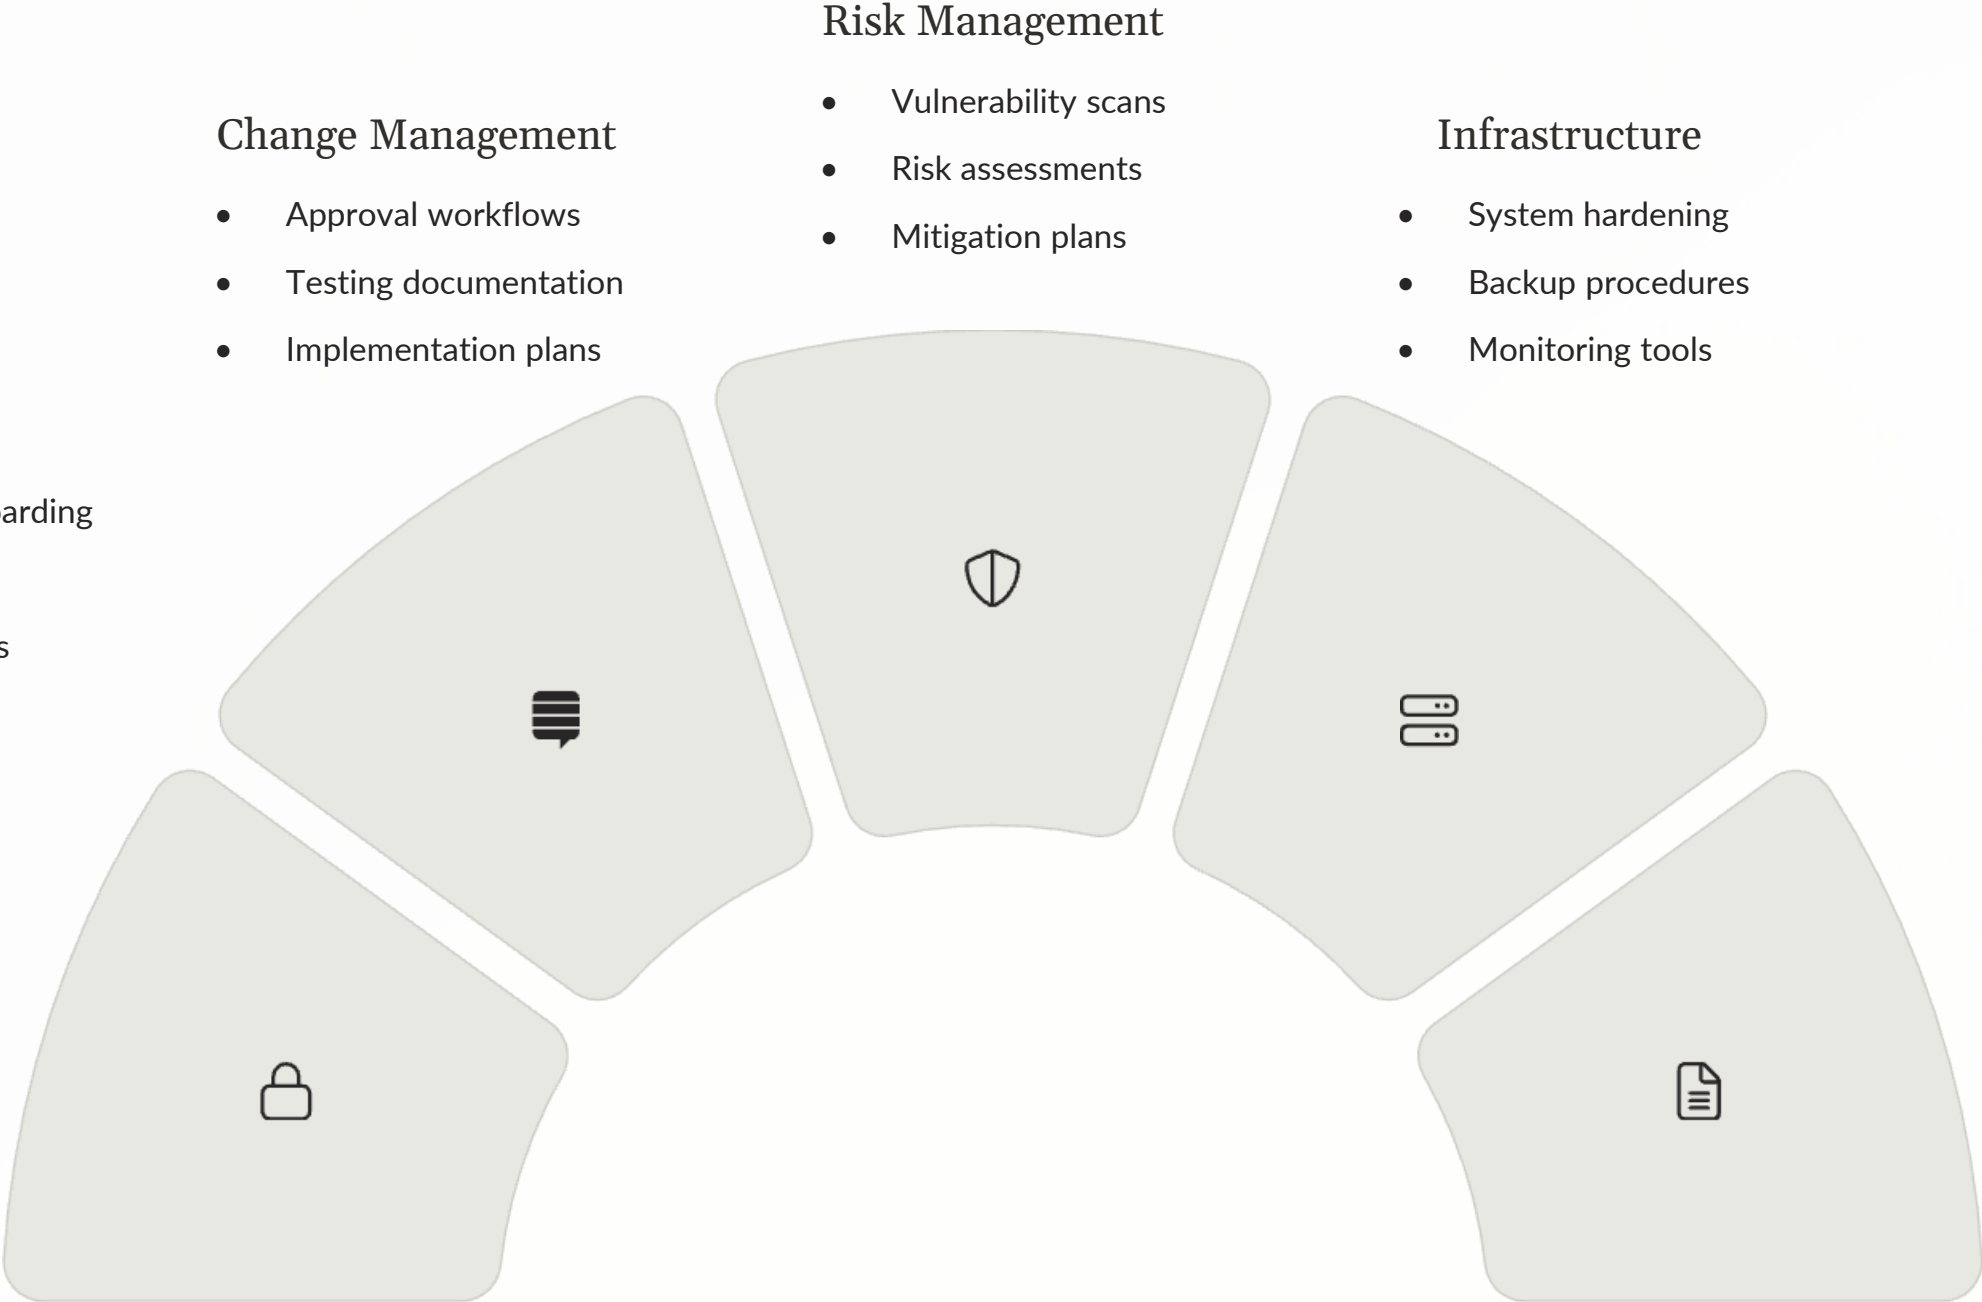 Risk Management
• Vulnerability scans
• Risk assessments
• Mitigation plans
Change Management
• Approval workflows
• Testing documentation
• Implementation plans
Infrastructure
• System hardening
• Backup procedures
• Monitoring tools
arding
s